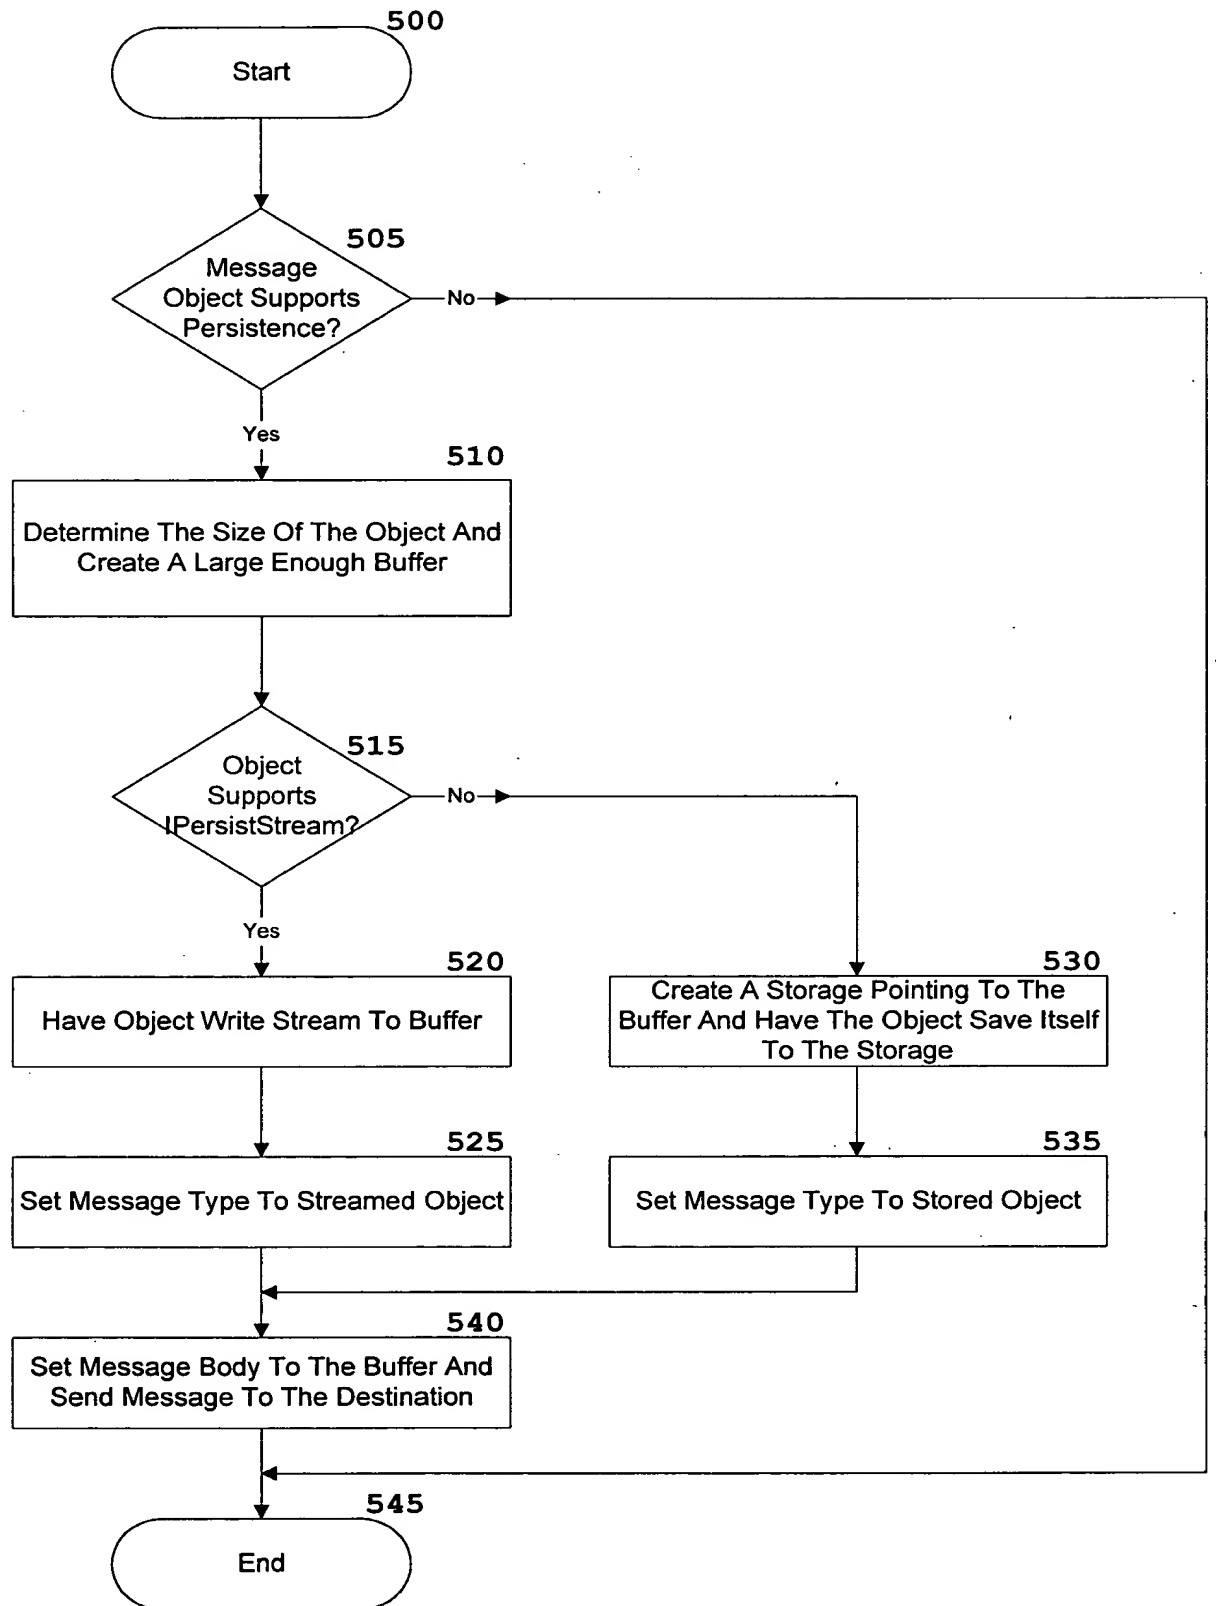 500
Start
505
Message
Object Supports
Persistence?
No
Yes
510
Determine The Size Of The Object And
Create A Large Enough Buffer
515
Object
Supports
IPersistStream?
No
Yes
520
Have Object Write Stream To Buffer
530
Create A Storage Pointing To The
Buffer And Have The Object Save Itself
To The Storage
525
Set Message Type To Streamed Object
535
Set Message Type To Stored Object
540
Set Message Body To The Buffer And
Send Message To The Destination
545
End